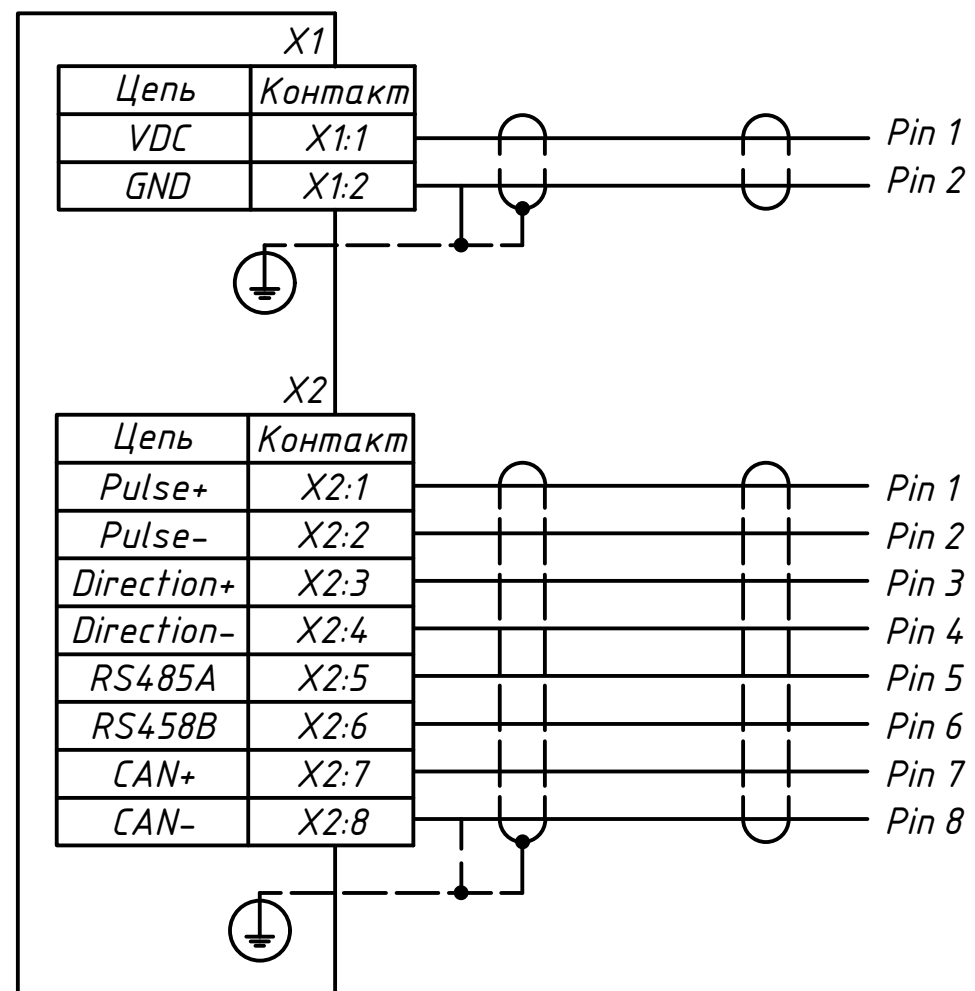 X1
Цепь Контакт
VDC X1:1 Pin 1
GND X1:2 Pin 2
X2
Цепь Контакт
Pulse+ X2:1 Pin 1
Pulse- X2:2 Pin 2
Direction+ X2:3 Pin 3
Direction- X2:4 Pin 4
RS485A X2:5 Pin 5
RS458B X2:6 Pin 6
CAN+ X2:7 Pin 7
CAN- X2:8 Pin 8